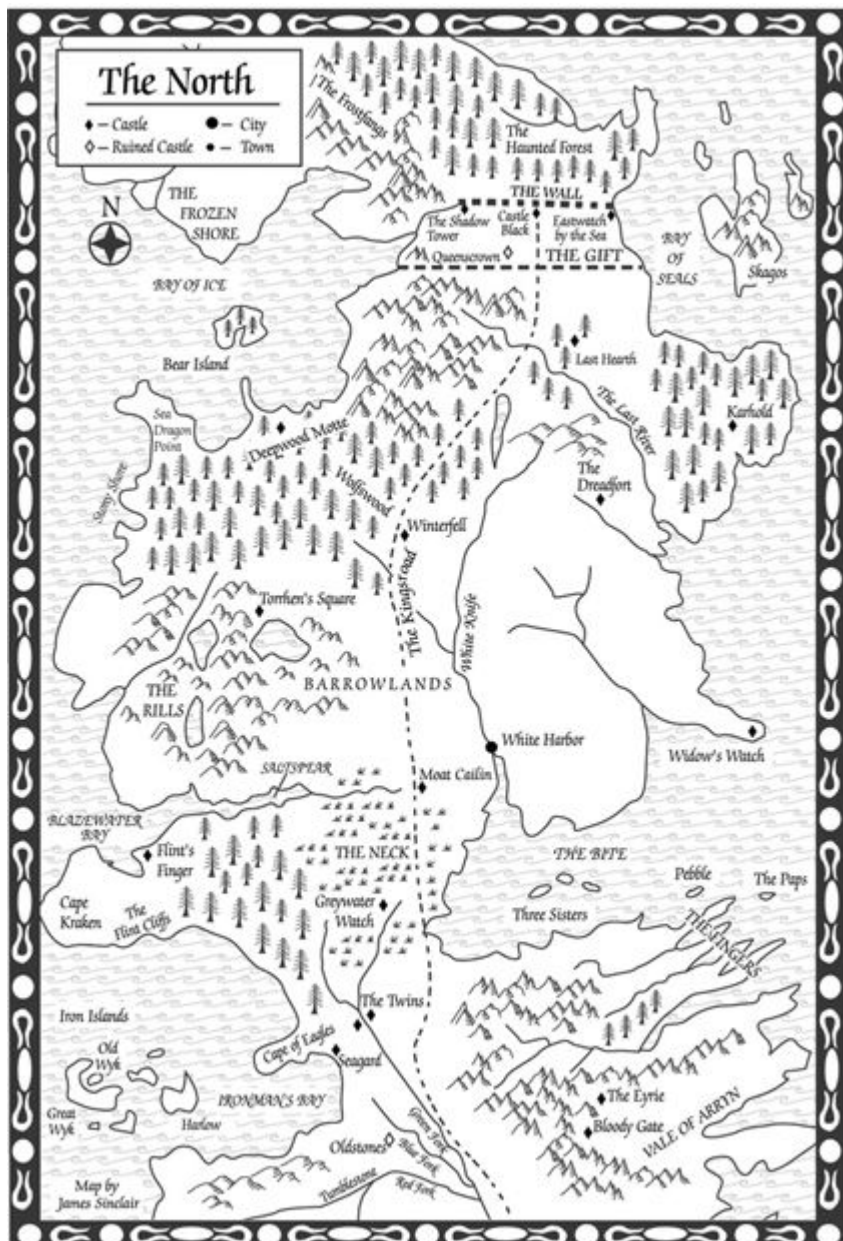 The North
– Castle
– City
– Ruined Castle
– Town
The Frostfangs
The
Haunted Forest
THE
FROZEN
SHORE
N
THE WALL
The Shadow
Tower
Castle
Black
Eastwatch
by the Sea
Queenscrown
THE GIFT
BAY
OF
SEALS
Skagos
BAY OF ICE
Bear Island
Last Hearth
The Last River
Karhold
Sea
Dragon
Point
Deepwood Motte
Stony Shore
Wolfswood
The
Dreadfort
Winterfell
The Kingsroad
White Knife
Torrhen's Square
THE
RILLS
BARROWLANDS
White Harbor
Widow's Watch
SALTSPEAR
Moat Cailin
BLAZEWATER
BAY
Flint's
Finger
THE NECK
THE BITE
Cape
Kraken
The
Flint Cliffs
Greywater
Watch
Three Sisters
Pebble
The Paps
THE FINGERS
Iron Islands
The Twins
Cape of Eagles
Seagard
Old
Wyk
Great
Wyk
Harlow
IRONMAN'S BAY
The Eyrie
Bloody Gate
VALE OF ARRYN
Oldstones
Green Fork
Blue Fork
Tumblestone
Red Fork
Map by
James Sinclair